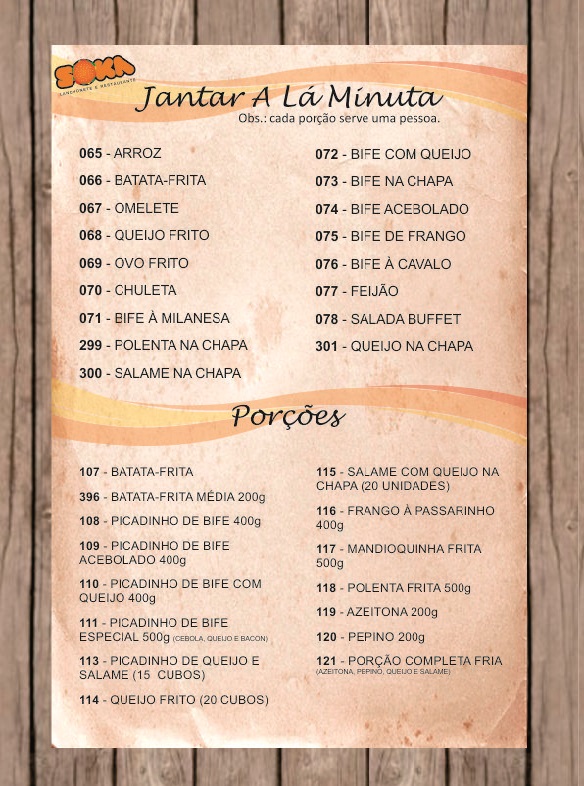 SOKA
LANCHONETE E RESTAURANTE
Jantar A Lá Minuta
Obs.: cada porção serve uma pessoa.
065 - ARROZ
066 - BATATA-FRITA
067 - OMELETE
068 - QUEIJO FRITO
069 - OVO FRITO
070 - CHULETA
071 - BIFE À MILANESA
299 - POLENTA NA CHAPA
300 - SALAME NA CHAPA
072 - BIFE COM QUEIJO
073 - BIFE NA CHAPA
074 - BIFE ACEBOLADO
075 - BIFE DE FRANGO
076 - BIFE À CAVALO
077 - FEIJÃO
078 - SALADA BUFFET
301 - QUEIJO NA CHAPA
Porções
107 - BATATA-FRITA
396 - BATATA-FRITA MÉDIA 200g
108 - PICADINHO DE BIFE 400g
109 - PICADINHO DE BIFE
ACEBOLADO 400g
110 - PICADINHO DE BIFE COM
QUEIJO 400g
111 - PICADINHO DE BIFE
ESPECIAL 500g (CEBOLA, QUEIJO E BACON)
113 - PICADINHO DE QUEIJO E
SALAME (15 CUBOS)
114 - QUEIJO FRITO (20 CUBOS)
115 - SALAME COM QUEIJO NA
CHAPA (20 UNIDADES)
116 - FRANGO À PASSARINHO
400g
117 - MANDIOQUINHA FRITA
500g
118 - POLENTA FRITA 500g
119 - AZEITONA 200g
120 - PEPINO 200g
121 - PORÇÃO COMPLETA FRIA
(AZEITONA, PEPINO, QUEIJO E SALAME)